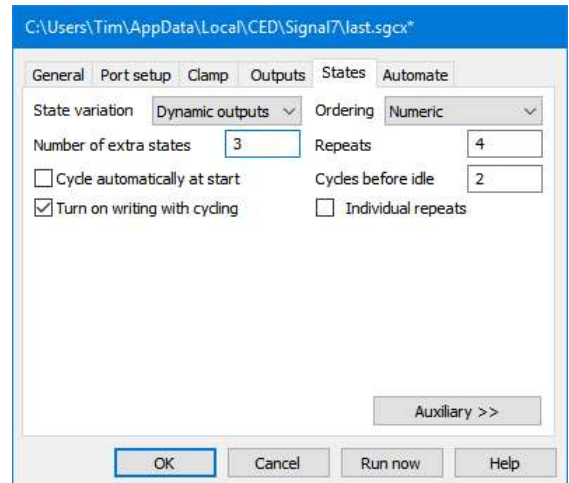 C:\Users\Tim\AppData\Local\CED\Signal7\last.sgcx*
General Port setup Clamp Outputs States Automate
State variation Dynamic outputs Ordering Numeric
Number of extra states 3 Repeats 4
Cycle automatically at start Cycles before idle 2
Turn on writing with cycling Individual repeats
Auxiliary >>
OK Cancel Run now Help